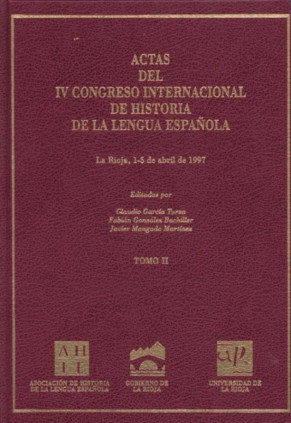 ACTAS
DEL
IV CONGRESO INTERNACIONAL
DE HISTORIA
DE LA LENGUA ESPAÑOLA
La Rioja, 1-5 de abril de 1997
Editadas por
Claudio García Turza
Fabián González Bachiller
Javier Mangado Martínez
TOMO II
AHLE
ASOCIACIÓN DE HISTORIA
DE LA LENGUA ESPAÑOLA
GOBIERNO DE
LA RIOJA
UNIVERSIDAD DE
LA RIOJA